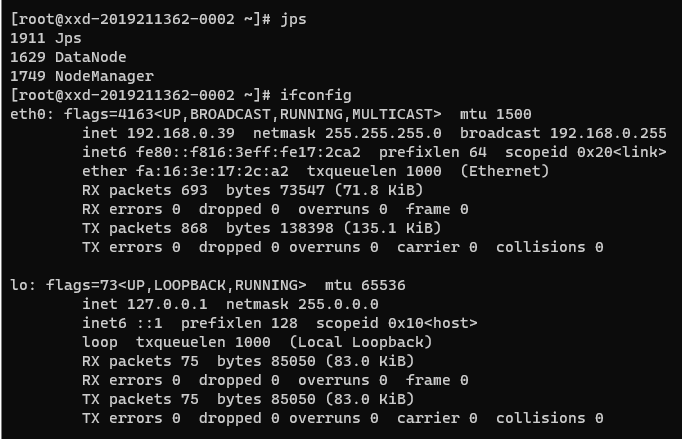 [root@xxd-2019211362-0002 ~]# jps
1911 Jps
1629 DataNode
1749 NodeManager
[root@xxd-2019211362-0002 ~]# ifconfig
eth0: flags=4163<UP,BROADCAST,RUNNING,MULTICAST>  mtu 1500
        inet 192.168.0.39  netmask 255.255.255.0  broadcast 192.168.0.255
        inet6 fe80::f816:3eff:fe17:2ca2  prefixlen 64  scopeid 0x20<link>
        ether fa:16:3e:17:2c:a2  txqueuelen 1000  (Ethernet)
        RX packets 693  bytes 73547 (71.8 KiB)
        RX errors 0  dropped 0  overruns 0  frame 0
        TX packets 868  bytes 138398 (135.1 KiB)
        TX errors 0  dropped 0 overruns 0  carrier 0  collisions 0

lo: flags=73<UP,LOOPBACK,RUNNING>  mtu 65536
        inet 127.0.0.1  netmask 255.0.0.0
        inet6 ::1  prefixlen 128  scopeid 0x10<host>
        loop  txqueuelen 1000  (Local Loopback)
        RX packets 75  bytes 85050 (83.0 KiB)
        RX errors 0  dropped 0  overruns 0  frame 0
        TX packets 75  bytes 85050 (83.0 KiB)
        TX errors 0  dropped 0 overruns 0  carrier 0  collisions 0